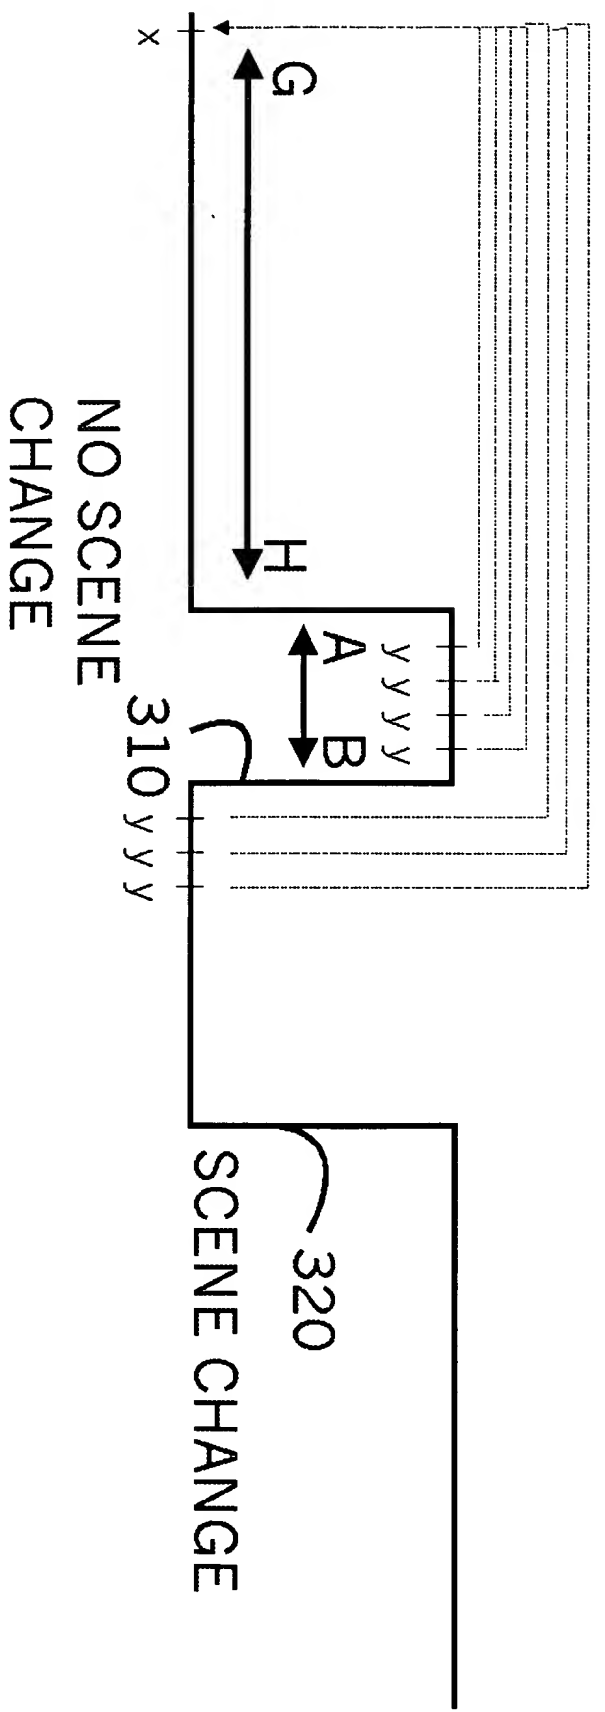 y y y y
A B
320
G H
SCENE CHANGE
x
310
y y y
NO SCENE
CHANGE